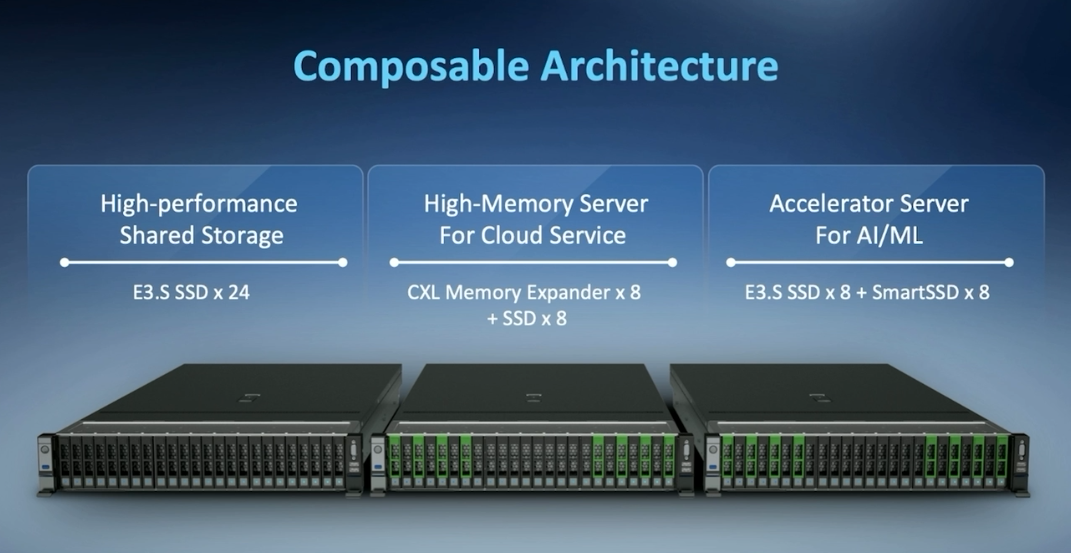 Composable Architecture
High-performance
Shared Storage
E3.S SSD x 24
High-Memory Server
For Cloud Service
CXL Memory Expander x 8
+ SSD x 8
Accelerator Server
For AI/ML
E3.S SSD x 8 + SmartSSD x 8